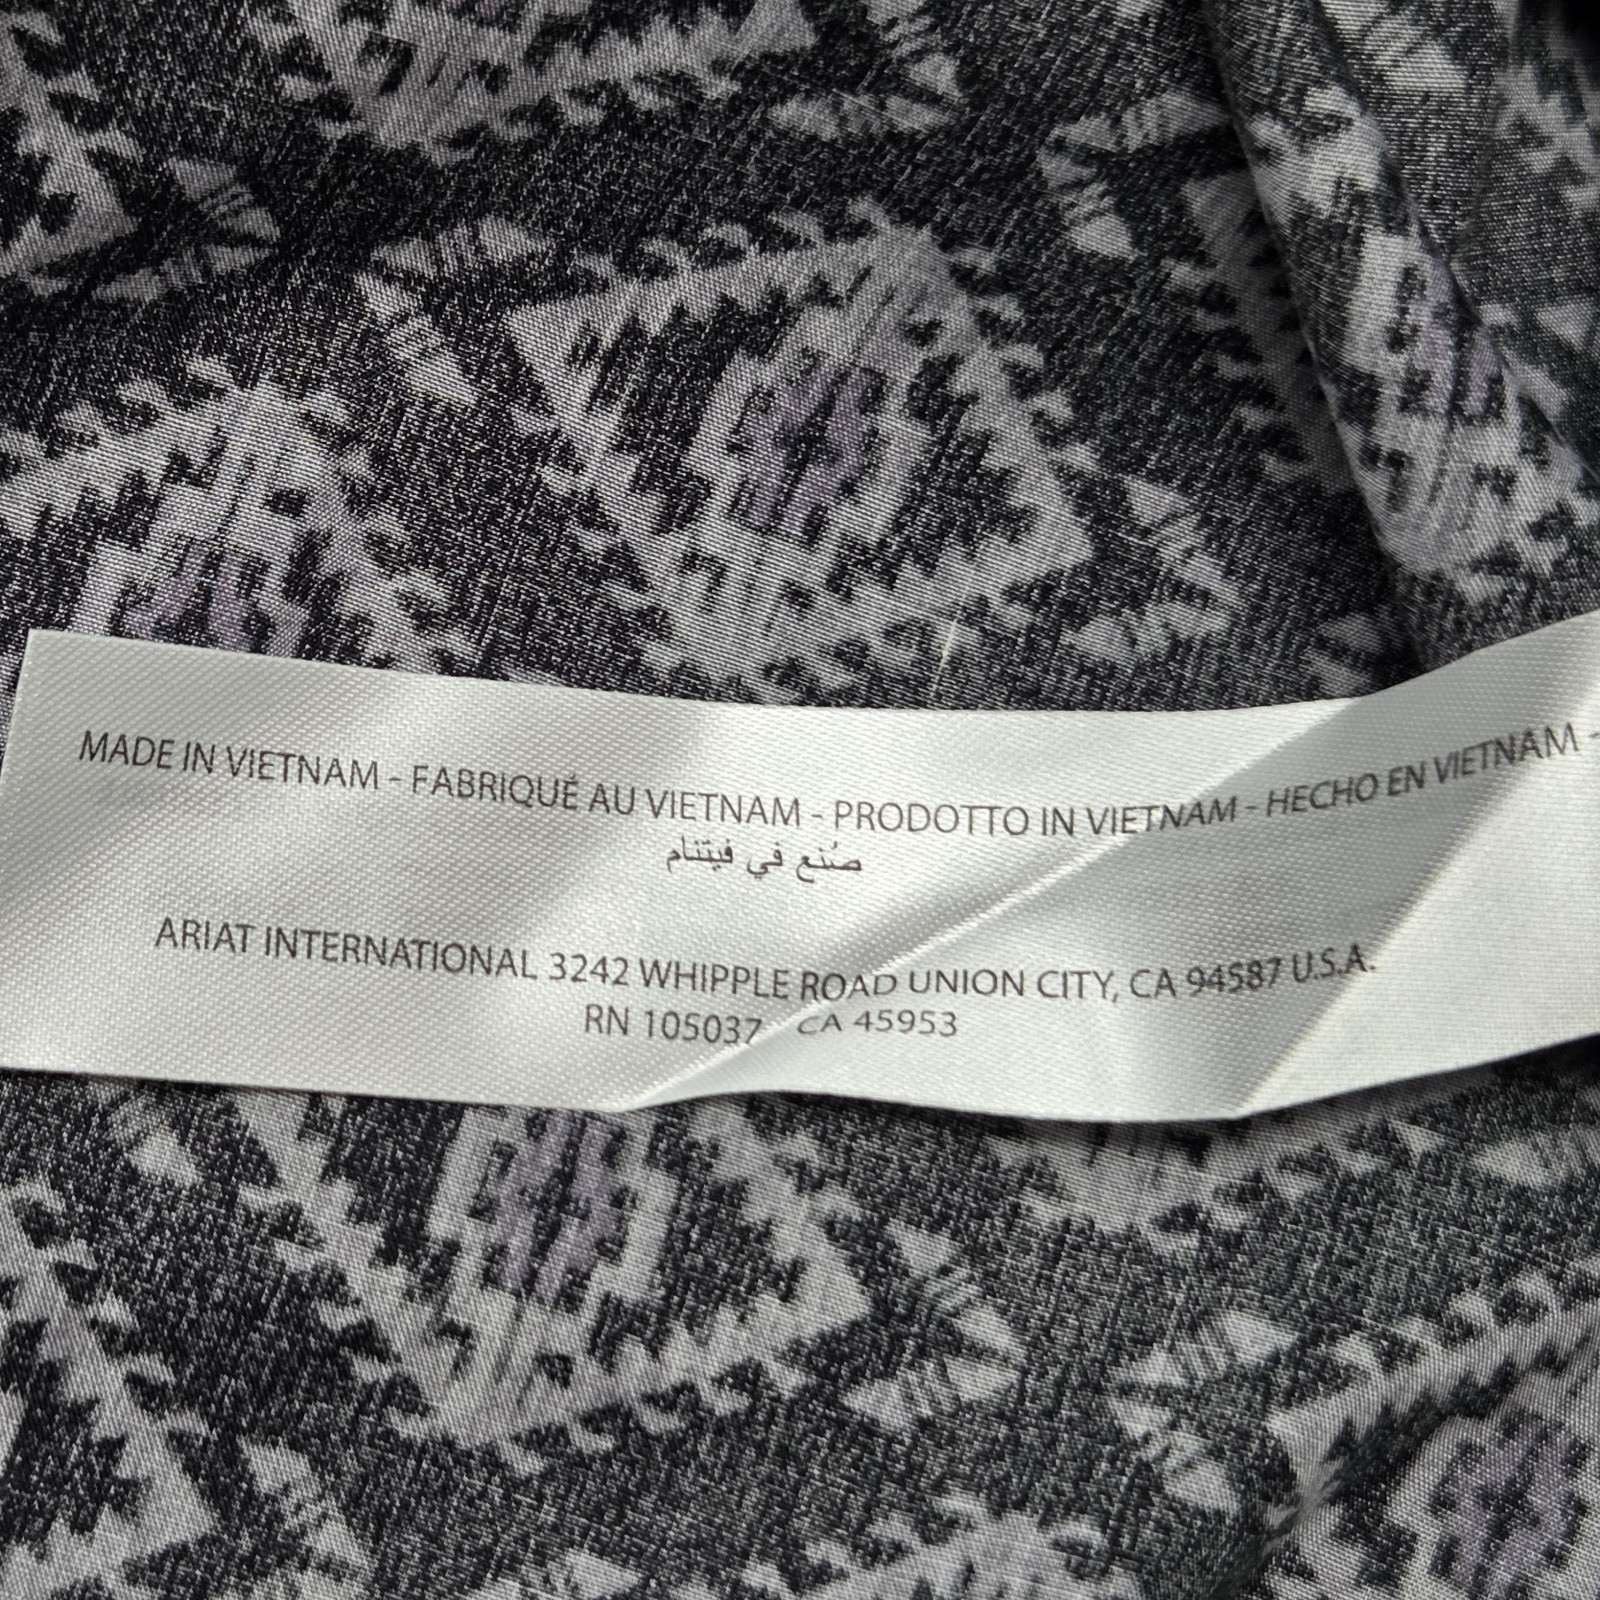 MADE IN VIETNAM - FABRIQUÉ AU VIETNAM - PRODOTTO IN VIETNAM - HECHO EN VIETNAM -
صُنع في فيتنام
ARIAT INTERNATIONAL 3242 WHIPPLE ROAD UNION CITY, CA 94587 U.S.A.
RN 105037 CA 45953